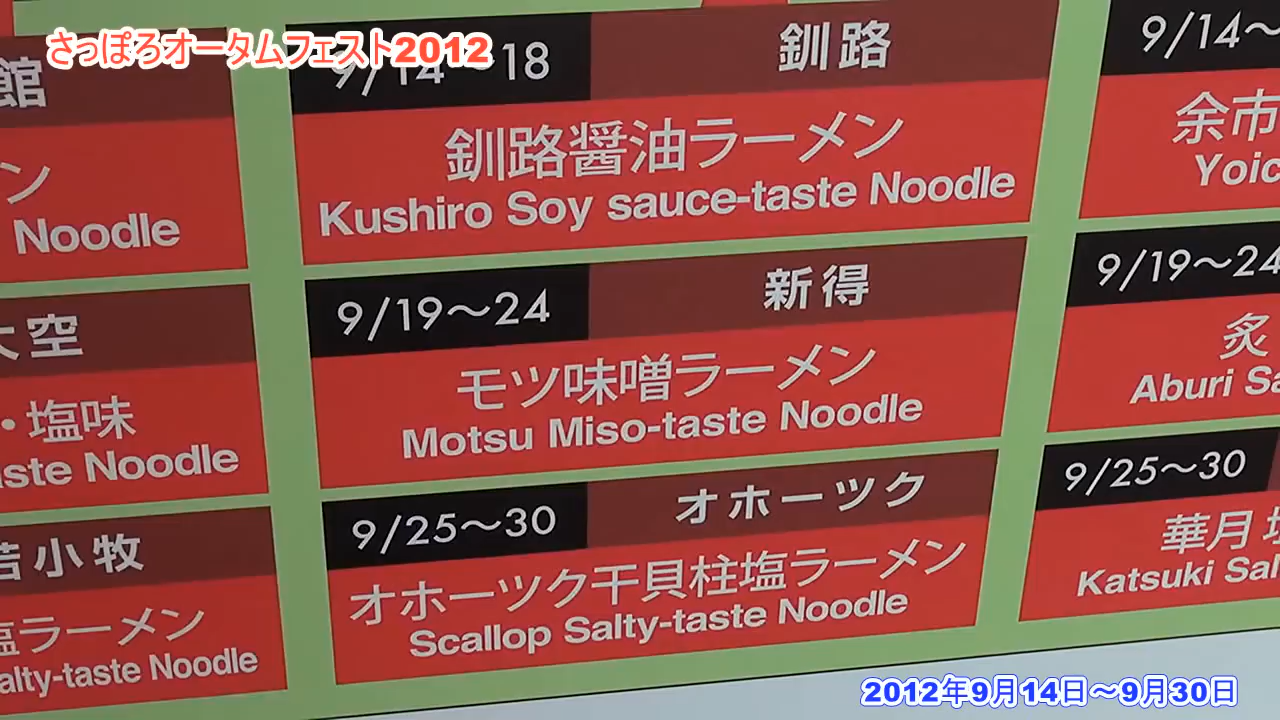 さっぽろオータムフェスト2012
館
ン
Noodle
大空
・塩味
Noodle
小牧
塩ラーメン
Noodle
9/14～18 釧路
釧路醤油ラーメン
Kushiro Soy sauce-taste Noodle
9/19～24 新得
モツ味噌ラーメン
Motsu Miso-taste Noodle
9/25～30 オホーツク
オホーツク干貝柱塩ラーメン
Scallop Salty-taste Noodle
9/14～
余市
9/19～24
炙
Aburi
9/25～30
華月
Katsuki
2012年9月14日～9月30日